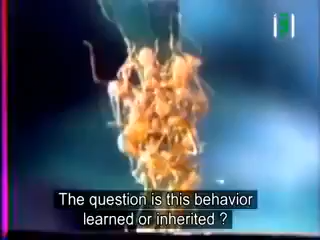 The question is this behavior
learned or inherited ?